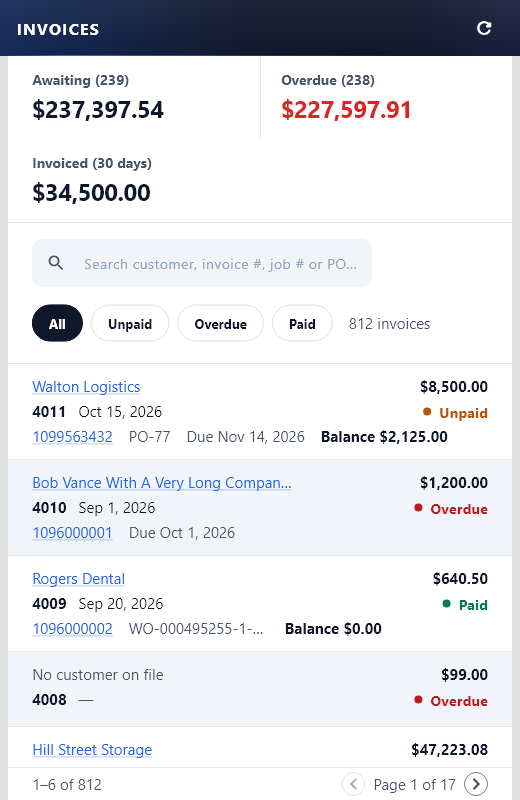 INVOICES
Awaiting (239)
$237,397.54
Overdue (238)
$227,597.91
Invoiced (30 days)
$34,500.00
Search customer, invoice #, job # or PO...
All Unpaid Overdue Paid 812 invoices
Walton Logistics $8,500.00
4011 Oct 15, 2026 Unpaid
1099563432 PO-77 Due Nov 14, 2026 Balance $2,125.00
Bob Vance With A Very Long Compan... $1,200.00
4010 Sep 1, 2026 Overdue
1096000001 Due Oct 1, 2026
Rogers Dental $640.50
4009 Sep 20, 2026 Paid
1096000002 WO-000495255-1-... Balance $0.00
No customer on file $99.00
4008 — Overdue
Hill Street Storage $47,223.08
1–6 of 812 Page 1 of 17